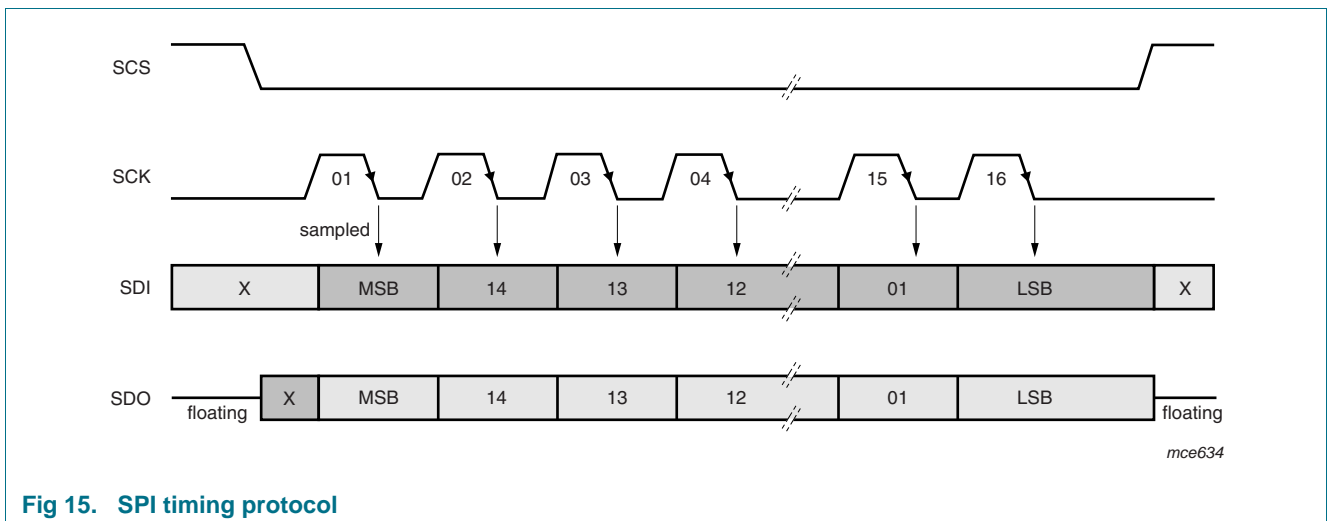 SCS
SCK 01 02 03 04 15 16
sampled
SDI X MSB 14 13 12 01 LSB X
SDO floating X MSB 14 13 12 01 LSB floating
mce634
Fig 15. SPI timing protocol